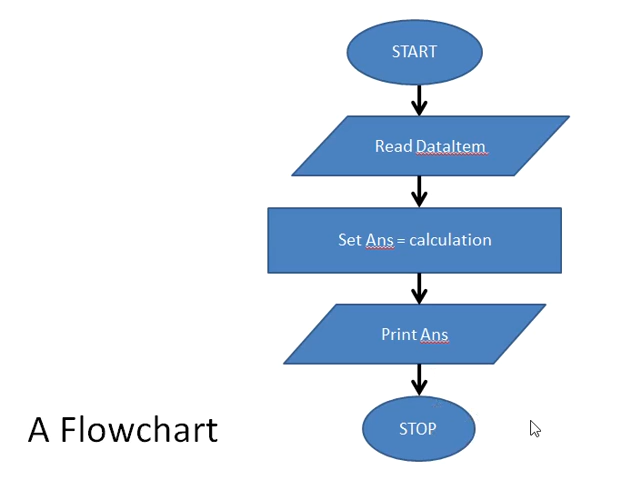 START
Read DataItem
Set Ans = calculation
Print Ans
STOP
A Flowchart